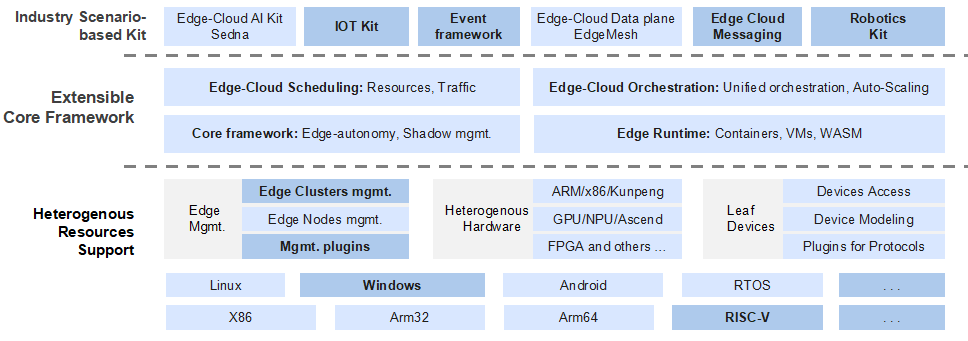 Industry Scenario-
based Kit
Edge-Cloud AI Kit
Sedna
IOT Kit
Event
framework
Edge-Cloud Data plane
EdgeMesh
Edge Cloud
Messaging
Robotics
Kit
Extensible
Core Framework
Edge-Cloud Scheduling: Resources, Traffic
Edge-Cloud Orchestration: Unified orchestration, Auto-Scaling
Core framework: Edge-autonomy, Shadow mgmt.
Edge Runtime: Containers, VMs, WASM
Heterogenous
Resources
Support
Edge
Mgmt.
Edge Clusters mgmt.
Edge Nodes mgmt.
Mgmt. plugins
Heterogenous
Hardware
ARM/x86/Kunpeng
GPU/NPU/Ascend
FPGA and others ...
Leaf
Devices
Devices Access
Device Modeling
Plugins for Protocols
Linux
Windows
Android
RTOS
. . .
X86
Arm32
Arm64
RISC-V
. . .